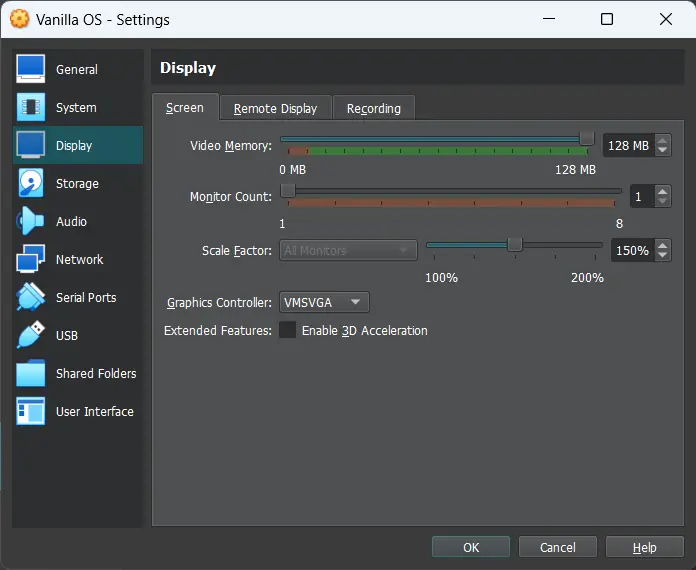 Vanilla OS - Settings
General
System
Display
Storage
Audio
Network
Serial Ports
USB
Shared Folders
User Interface
Display
Screen
Remote Display
Recording
Video Memory:
128 MB
0 MB
128 MB
Monitor Count:
1
1
8
Scale Factor:
All Monitors
150%
100%
200%
Graphics Controller:
VMSVGA
Extended Features:
Enable 3D Acceleration
OK
Cancel
Help